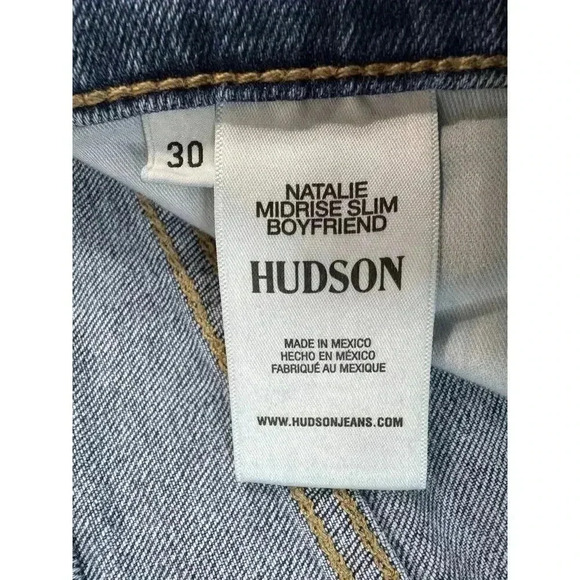 30
NATALIE
MIDRISE SLIM
BOYFRIEND
HUDSON
MADE IN MEXICO
HECHO EN MÉXICO
FABRIQUÉ AU MEXIQUE
WWW.HUDSONJEANS.COM